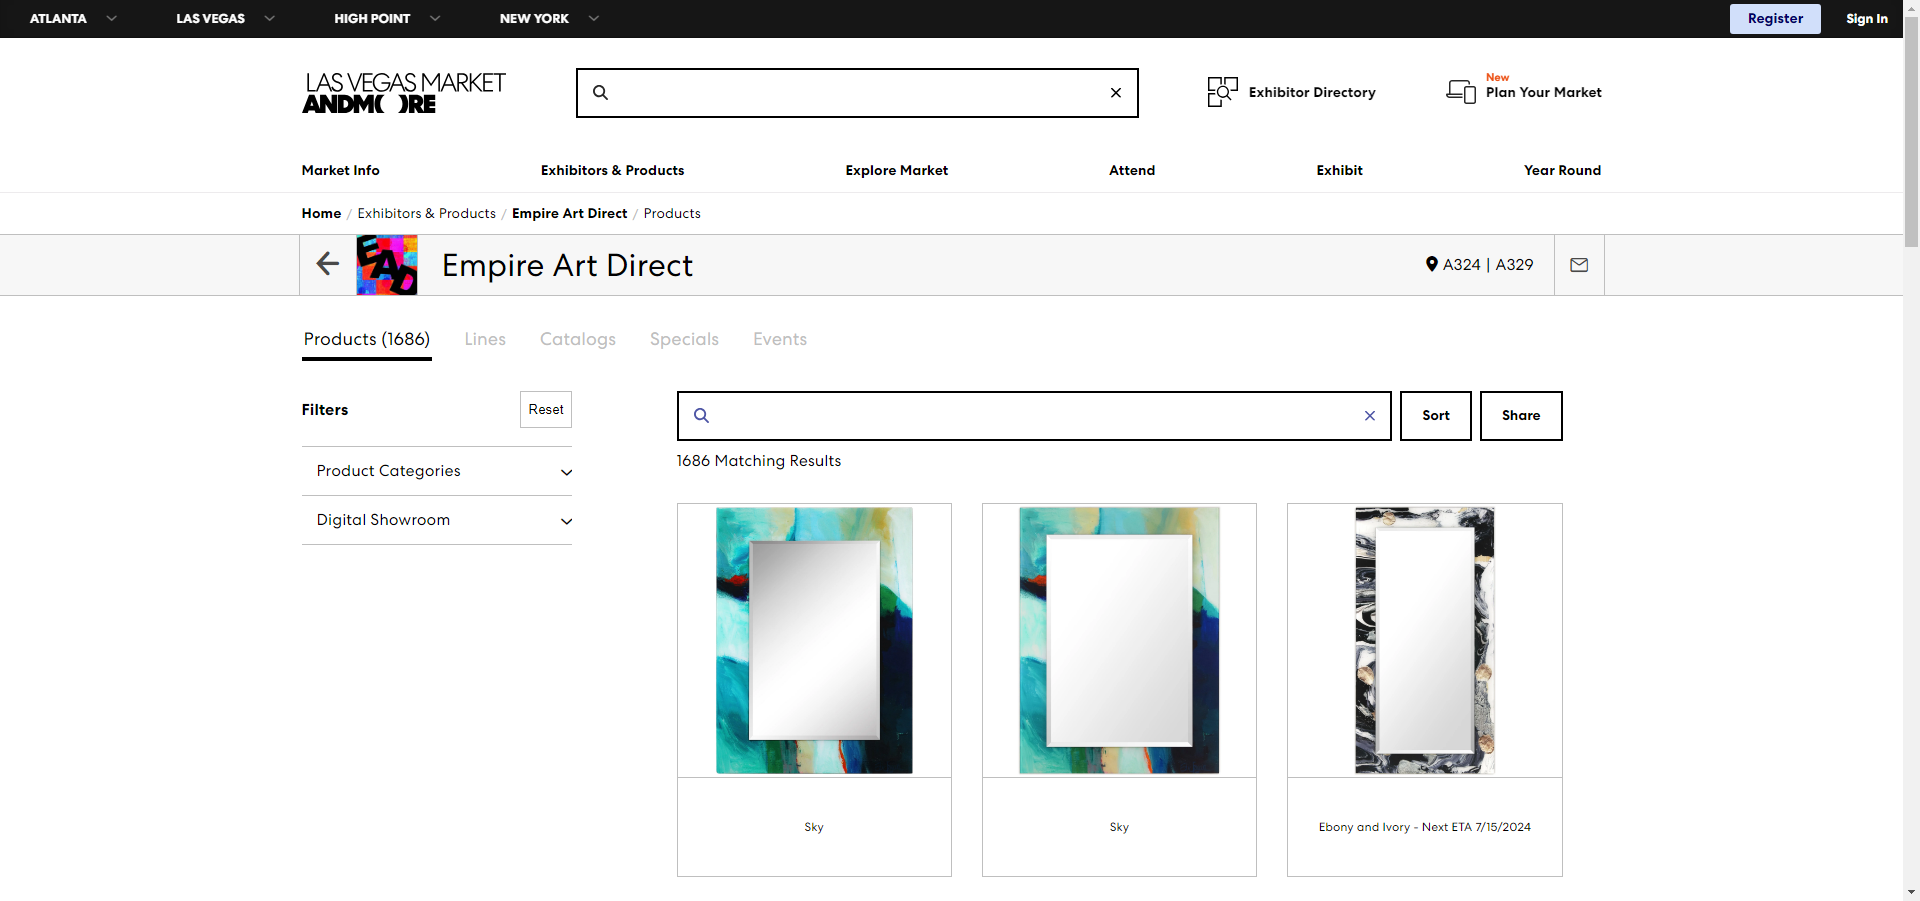 ATLANTA
LAS VEGAS
HIGH POINT
NEW YORK
Register
Sign In
LAS VEGAS MARKET
ANDMORE
Exhibitor Directory
New
Plan Your Market
Market Info
Exhibitors & Products
Explore Market
Attend
Exhibit
Year Round
Home / Exhibitors & Products / Empire Art Direct / Products
EAD
Empire Art Direct
A324 | A329
Products (1686)
Lines
Catalogs
Specials
Events
Filters
Reset
Product Categories
Digital Showroom
Sort
Share
1686 Matching Results
Sky
Sky
Ebony and Ivory - Next ETA 7/15/2024